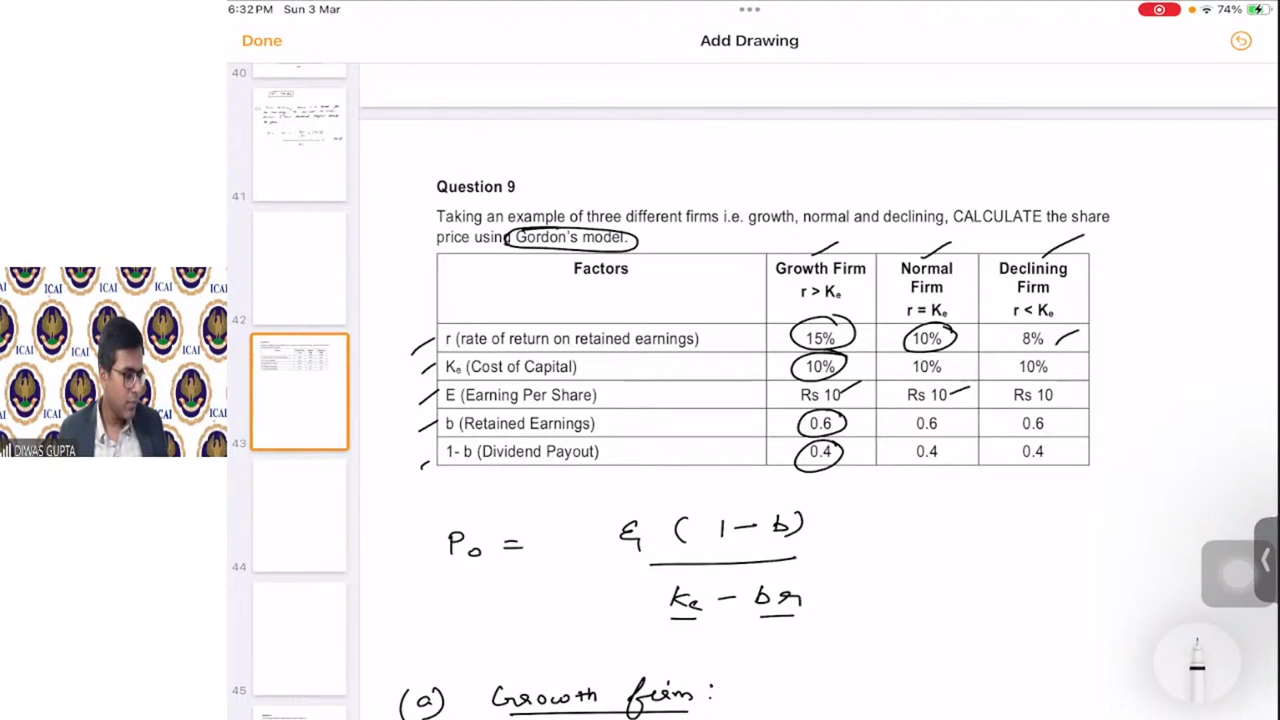 6:32 PM Sun 3 Mar
74%
Done
Add Drawing
40
41
42
43
44
45
ICAI
DIWAS GUPTA
Question 9
Taking an example of three different firms i.e. growth, normal and declining, CALCULATE the share
price using Gordon's model.
Factors Growth Firm r > Ke Normal Firm r = Ke Declining Firm r < Ke
r (rate of return on retained earnings) 15% 10% 8%
Ke (Cost of Capital) 10% 10% 10%
E (Earning Per Share) Rs 10 Rs 10 Rs 10
b (Retained Earnings) 0.6 0.6 0.6
1- b (Dividend Payout) 0.4 0.4 0.4
P0 = E1 (1 - b)
ke - br
(a) Growth firm: